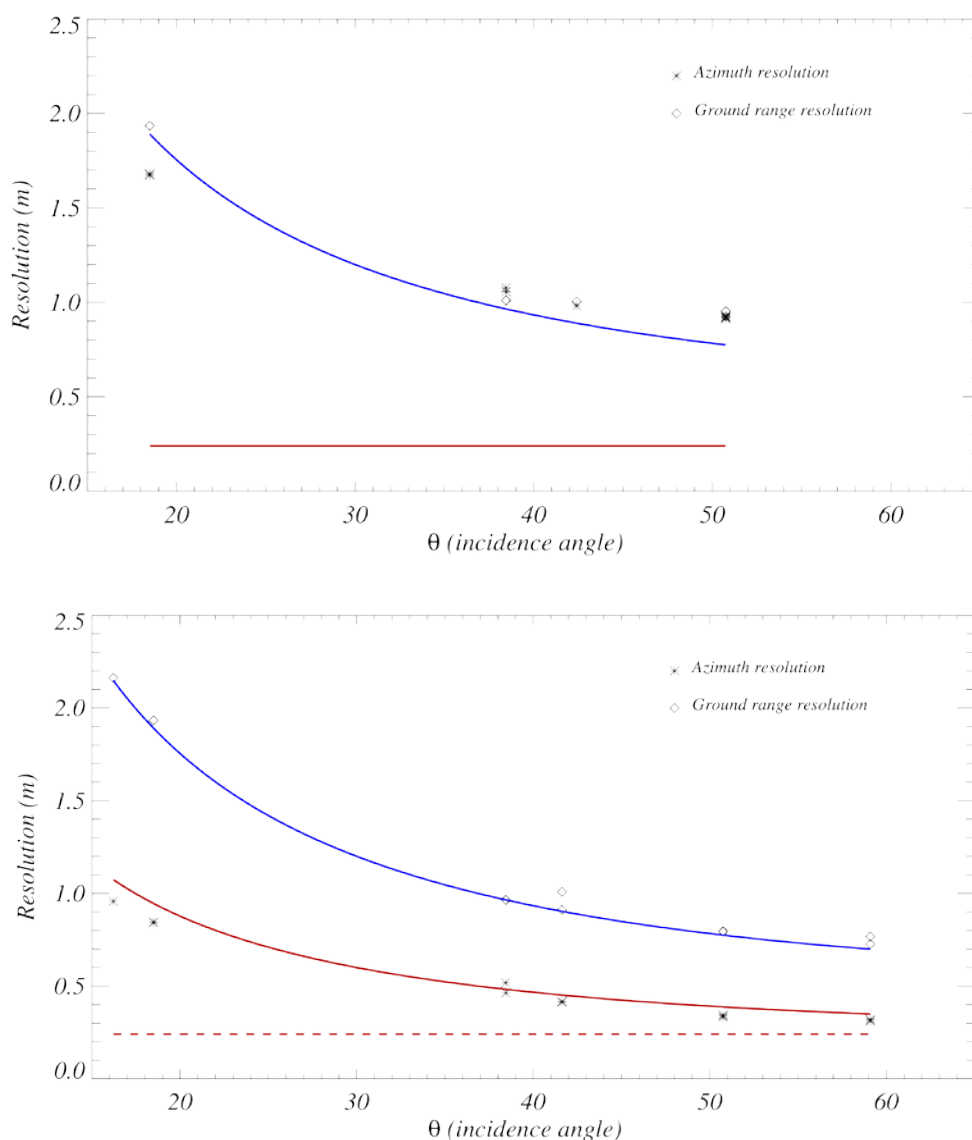 2.5
2.0
1.5
1.0
0.5
0.0
Resolution (m)
Azimuth resolution
Ground range resolution
20 30 40 50 60
θ (incidence angle)
2.5
2.0
1.5
1.0
0.5
0.0
Resolution (m)
Azimuth resolution
Ground range resolution
20 30 40 50 60
θ (incidence angle)